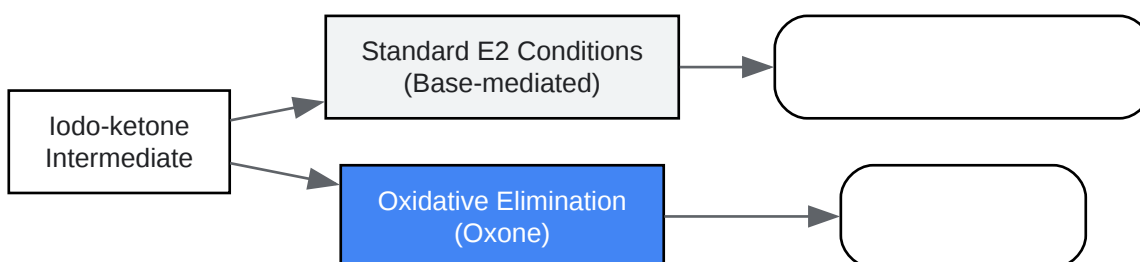 Iodo-ketone
Intermediate
Standard E2 Conditions
(Base-mediated)
Oxidative Elimination
(Oxone)